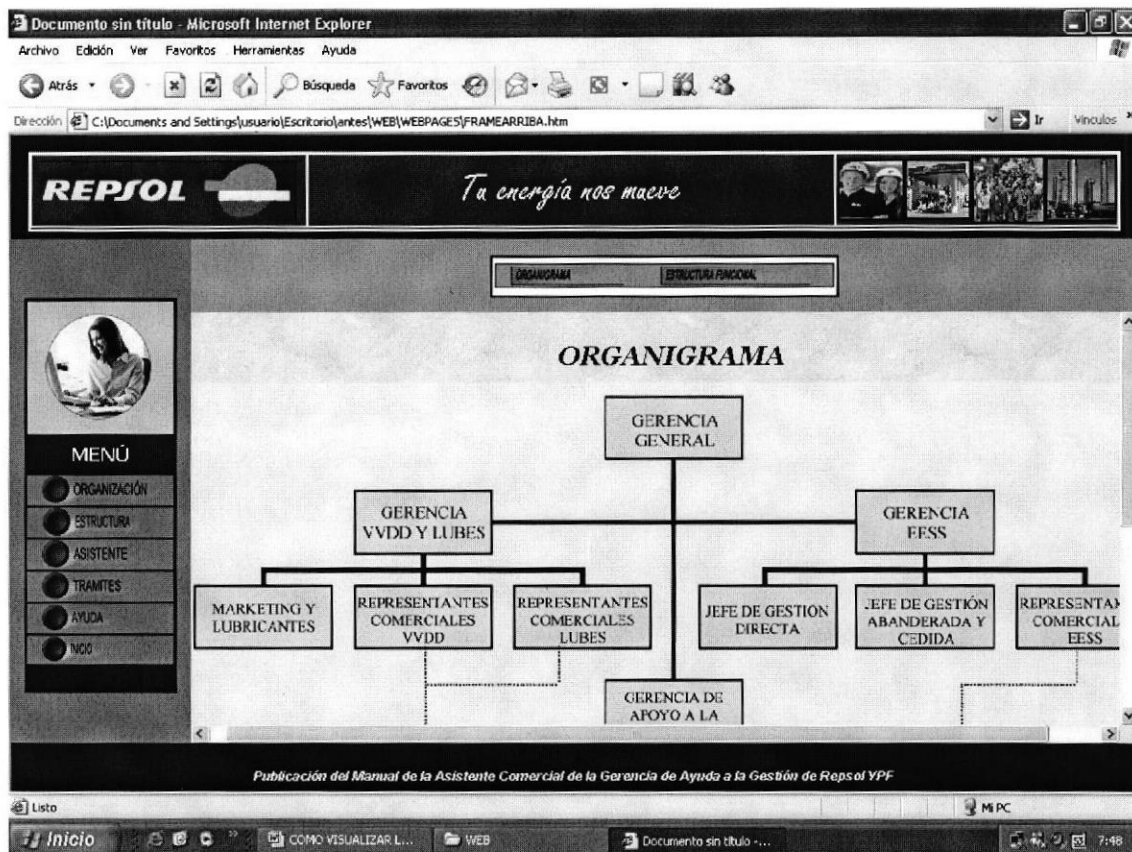 Documento sin título - Microsoft Internet Explorer
Archivo Edición Ver Favoritos Herramientas Ayuda
Atrás Búsqueda Favoritos
Dirección C:\Documents and Settings\usuario\Escritorio\antes\WEB\WEBPAGES\FRAMEARRIBA.htm Ir Vínculos »
REPSOL
Tu energía nos mueve
ORGANIGRAMA ESTRUCTURA FUNCIONAL
MENÚ
ORGANIZACIÓN
ESTRUCTURA
ASISTENTE
TRAMITES
AYUDA
INICIO
ORGANIGRAMA
GERENCIA
GENERAL
GERENCIA
VVDD Y LUBES
GERENCIA
EESS
MARKETING Y
LUBRICANTES
REPRESENTANTES
COMERCIALES
VVDD
REPRESENTANTES
COMERCIALES
LUBES
JEFE DE GESTIÓN
DIRECTA
JEFE DE GESTIÓN
ABANDERADA Y
CEDIDA
REPRESENTAN
COMERCIAL
EESS
GERENCIA DE
APOYO A LA
Publicación del Manual de la Asistente Comercial de la Gerencia de Ayuda a la Gestión de Repsol YPF
Listo Mi PC
Inicio » COMO VISUALIZAR L... WEB Documento sin título -... 7:48